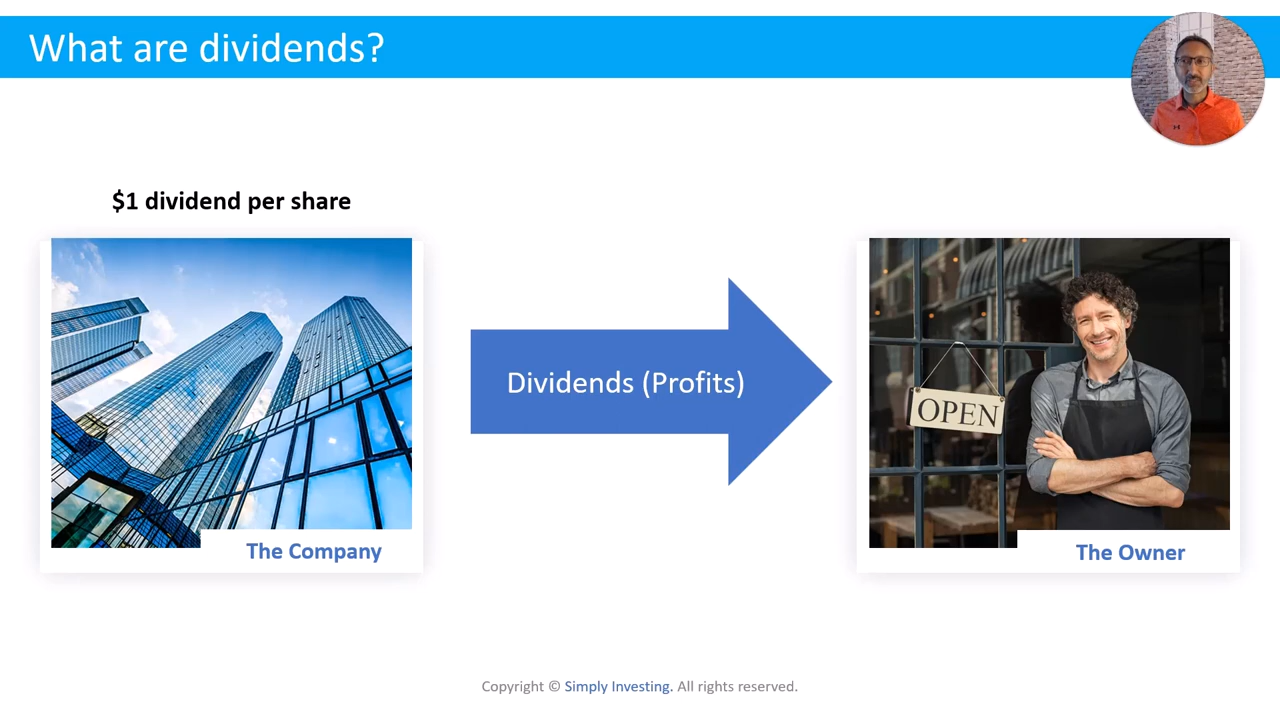 What are dividends?
$1 dividend per share
Dividends (Profits)
OPEN
The Company
The Owner
Copyright © Simply Investing. All rights reserved.